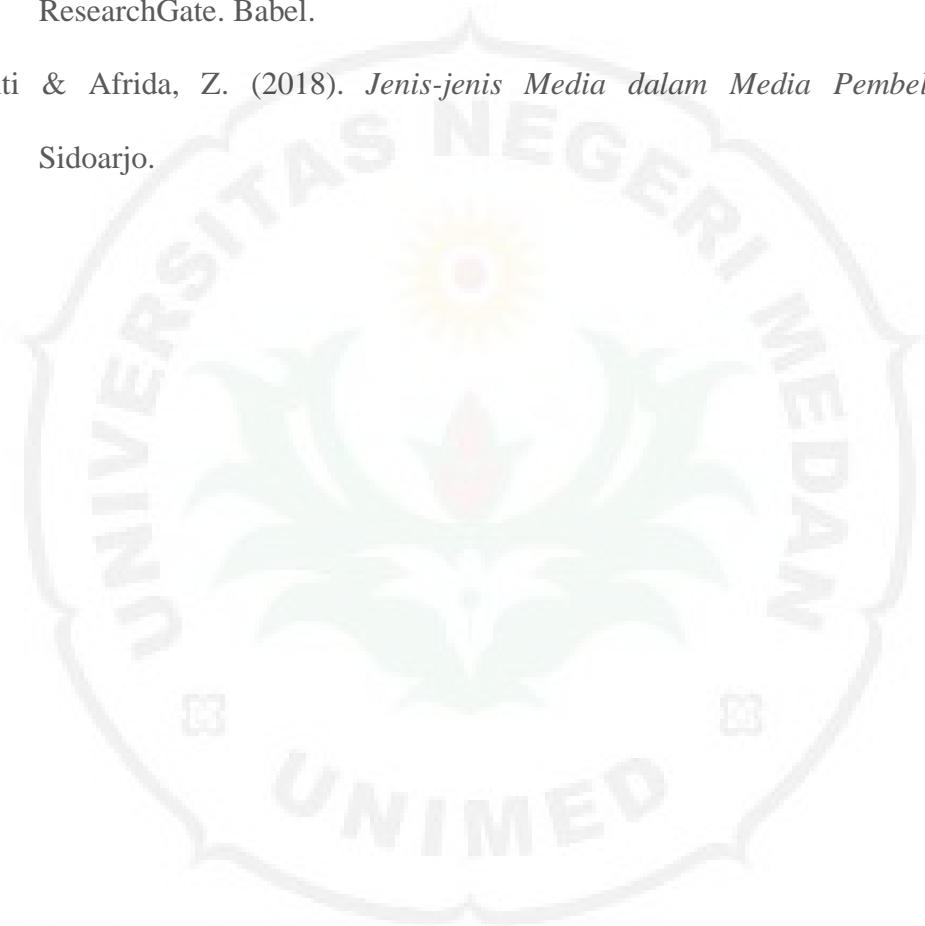 ResearchGate. Babel.
ti & Afrida, Z. (2018). Jenis-jenis Media dalam Media Pembel
Sidoarjo.
UNIVERSITAS NEGERI MEDAN
UNIMED